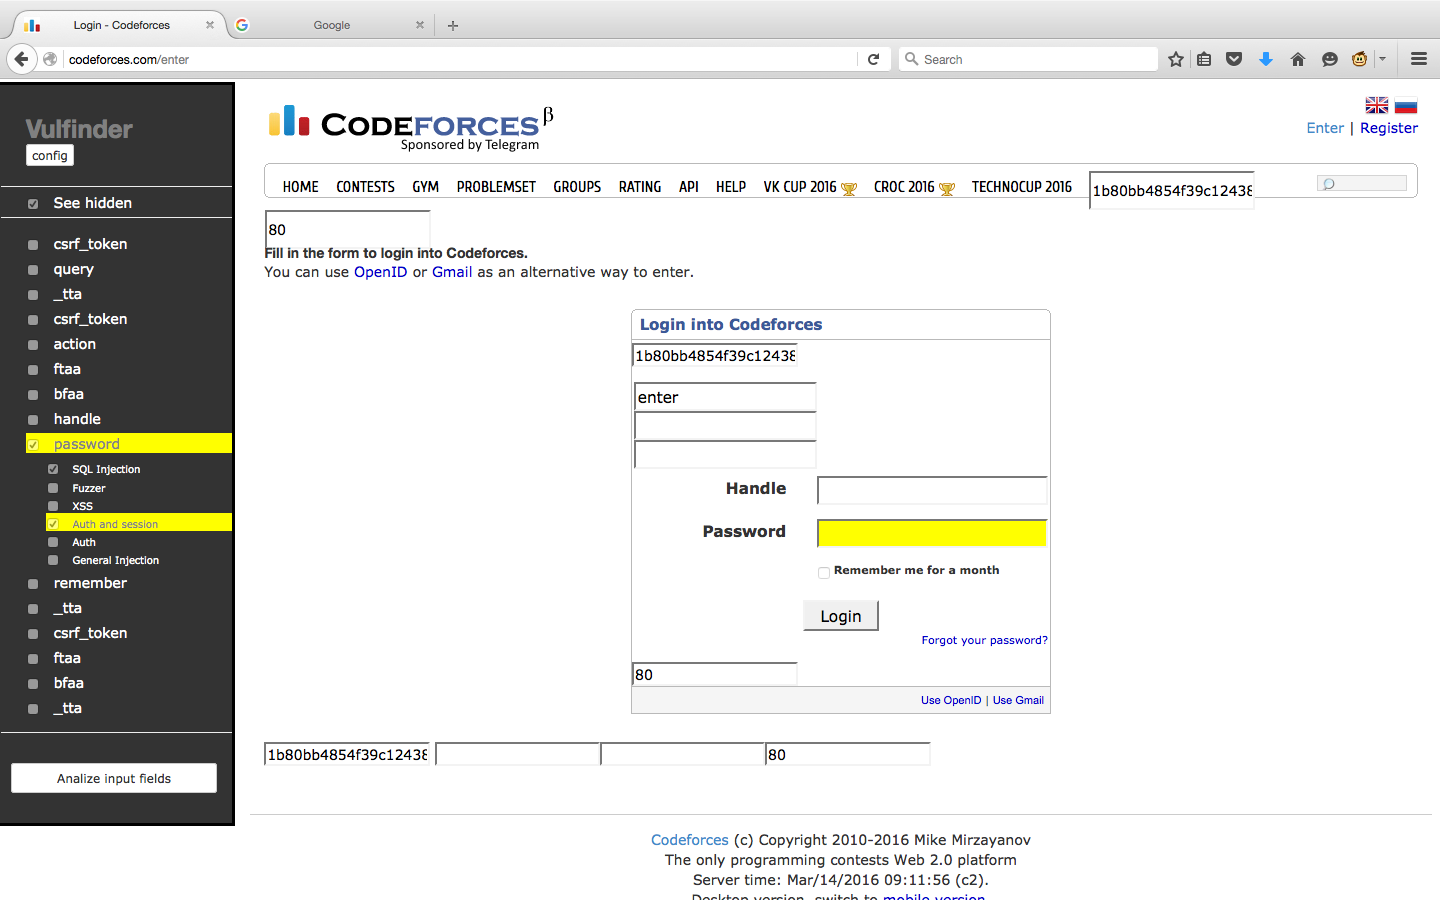 Login - Codeforces
Google
codeforces.com/enter
Search
Vulfinder
config
See hidden
csrf_token
query
_tta
csrf_token
action
ftaa
bfaa
handle
password
SQL Injection
Fuzzer
XSS
Auth and session
Auth
General Injection
remember
_tta
csrf_token
ftaa
bfaa
_tta
Analize input fields
CODEFORCES β
Sponsored by Telegram
Enter | Register
HOME CONTESTS GYM PROBLEMSET GROUPS RATING API HELP VK CUP 2016 CROC 2016 TECHNOCUP 2016 1b80bb4854f39c12438
80
Fill in the form to login into Codeforces.
You can use OpenID or Gmail as an alternative way to enter.
Login into Codeforces
1b80bb4854f39c12438
enter
Handle
Password
Remember me for a month
Login
Forgot your password?
80
Use OpenID | Use Gmail
1b80bb4854f39c12438 80
Codeforces (c) Copyright 2010-2016 Mike Mirzayanov
The only programming contests Web 2.0 platform
Server time: Mar/14/2016 09:11:56 (c2).
Desktop version, switch to mobile version